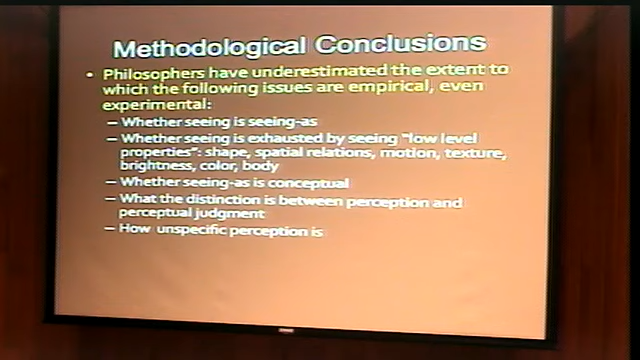 Methodological Conclusions
• Philosophers have underestimated the extent to
which the following issues are empirical, even
experimental:
– Whether seeing is seeing-as
– Whether seeing is exhausted by seeing "low level
properties": shape, spatial relations, motion, texture,
brightness, color, body
– Whether seeing-as is conceptual
– What the distinction is between perception and
perceptual judgment
– How unspecific perception is